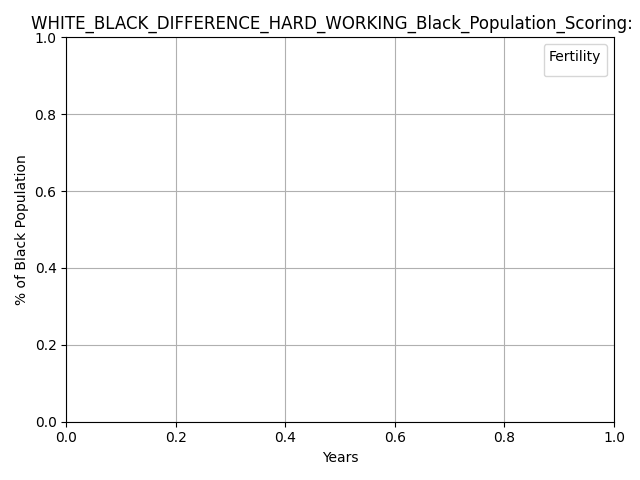 WHITE_BLACK_DIFFERENCE_HARD_WORKING_Black_Population_Scoring:
Fertility
% of Black Population
1.0
0.8
0.6
0.4
0.2
0.0
0.0 0.2 0.4 0.6 0.8 1.0
Years